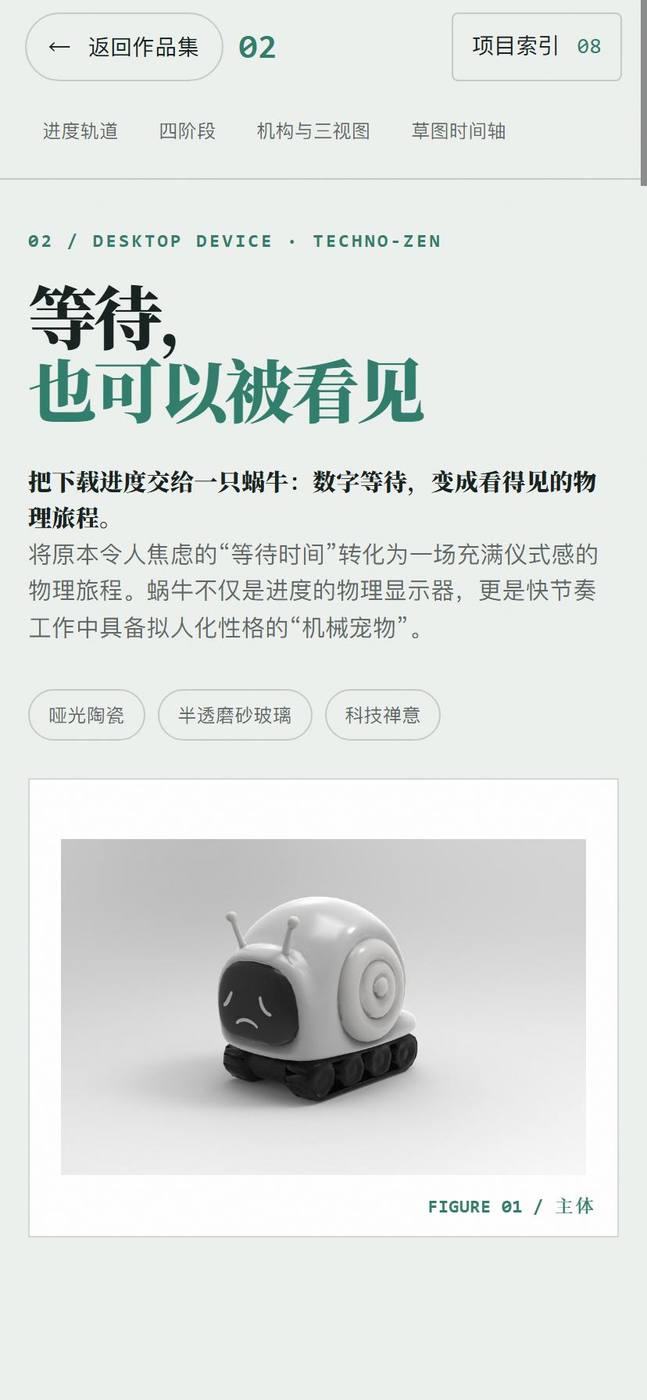 ← 返回作品集 02 项目索引 08
进度轨道 四阶段 机构与三视图 草图时间轴
02 / DESKTOP DEVICE · TECHNO-ZEN
等待，
也可以被看见
把下载进度交给一只蜗牛：数字等待，变成看得见的物
理旅程。
将原本令人焦虑的“等待时间”转化为一场充满仪式感的
物理旅程。蜗牛不仅是进度的物理显示器，更是快节奏
工作中具备拟人化性格的“机械宠物”。
哑光陶瓷 半透磨砂玻璃 科技禅意
FIGURE 01 / 主体